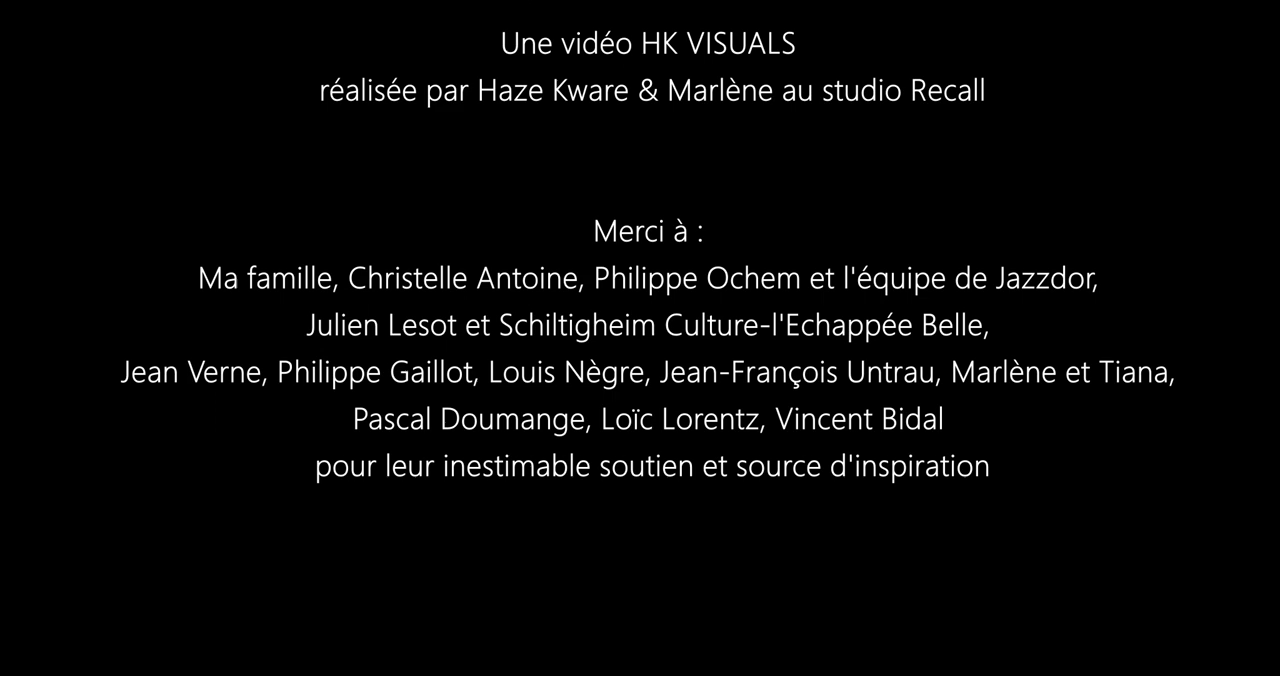 Une vidéo HK VISUALS
réalisée par Haze Kware & Marlène au studio Recall
Merci à :
Ma famille, Christelle Antoine, Philippe Ochem et l'équipe de Jazzdor,
Julien Lesot et Schiltigheim Culture-l'Echappée Belle,
Jean Verne, Philippe Gaillot, Louis Nègre, Jean-François Untrau, Marlène et Tiana,
Pascal Doumange, Loïc Lorentz, Vincent Bidal
pour leur inestimable soutien et source d'inspiration